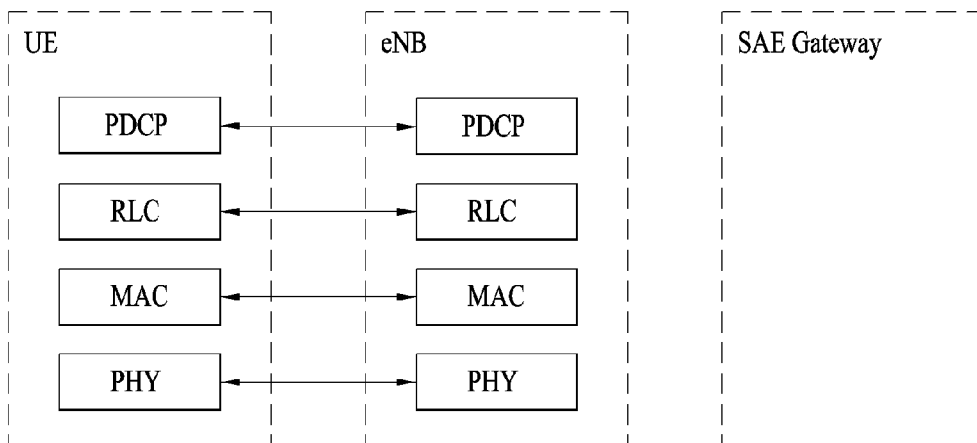 UE
eNB
SAE Gateway
PDCP
PDCP
RLC
RLC
MAC
MAC
PHY
PHY